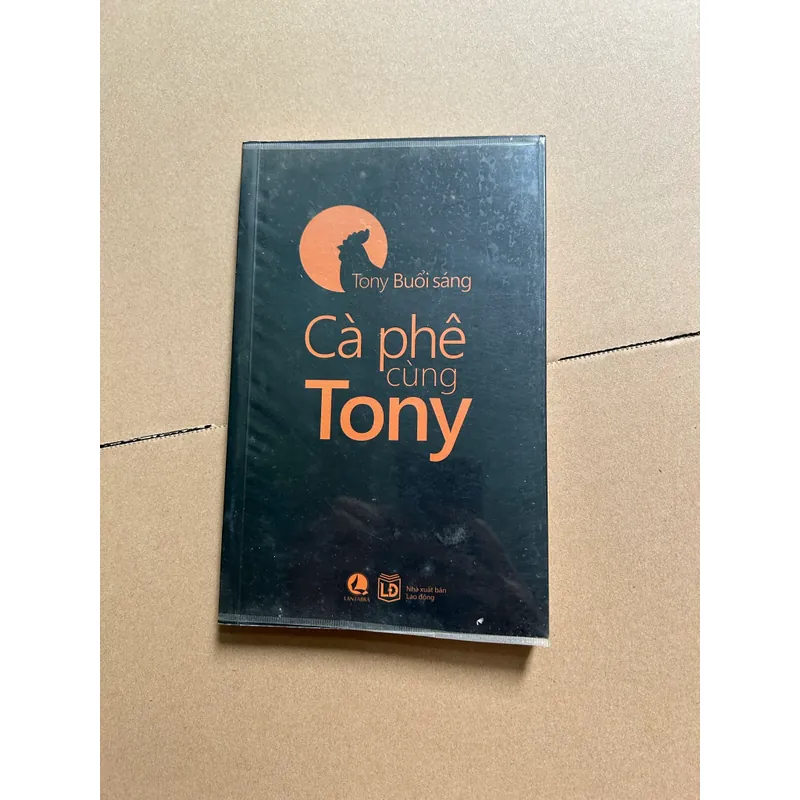 Tony Buổi sáng
Cà phê
cùng
Tony
LĐ
Nhà xuất bản
Lao động